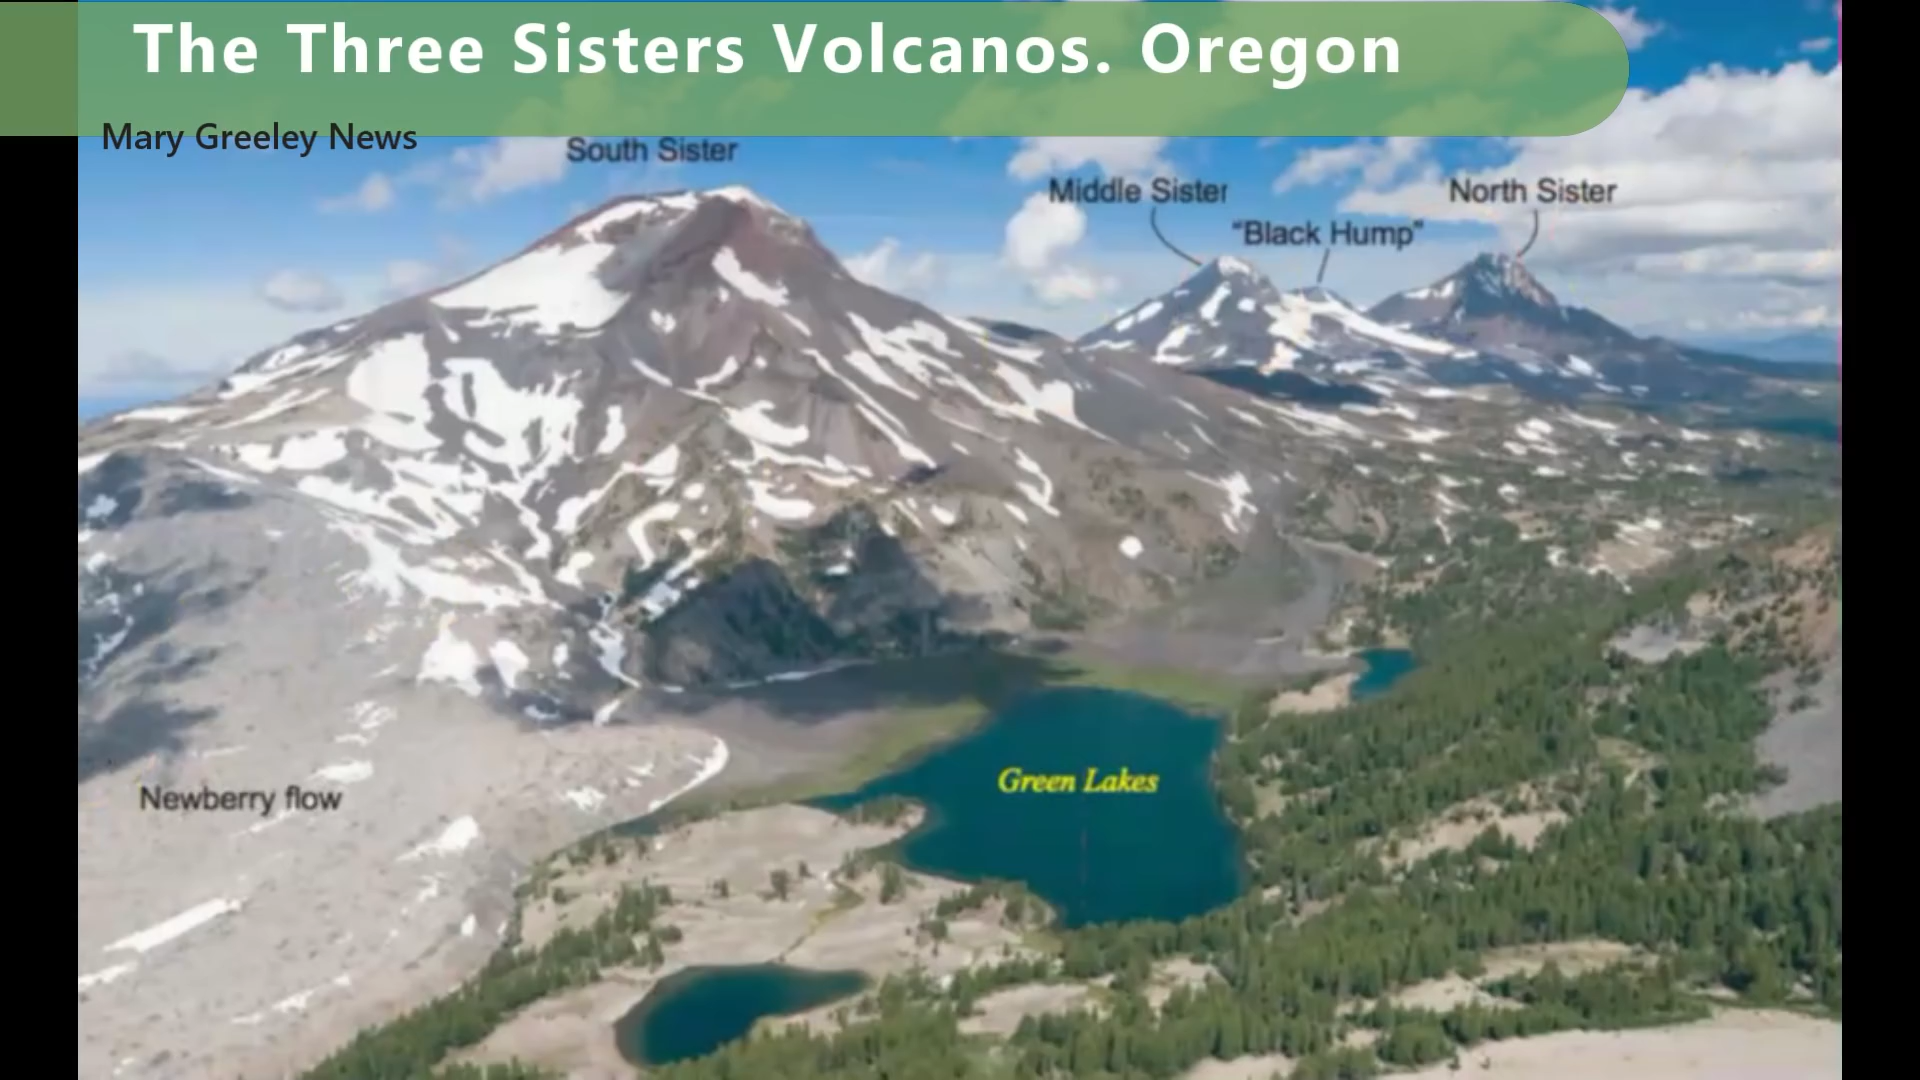 The Three Sisters Volcanos. Oregon
Mary Greeley News
South Sister
Middle Sister
North Sister
“Black Hump”
Green Lakes
Newberry flow